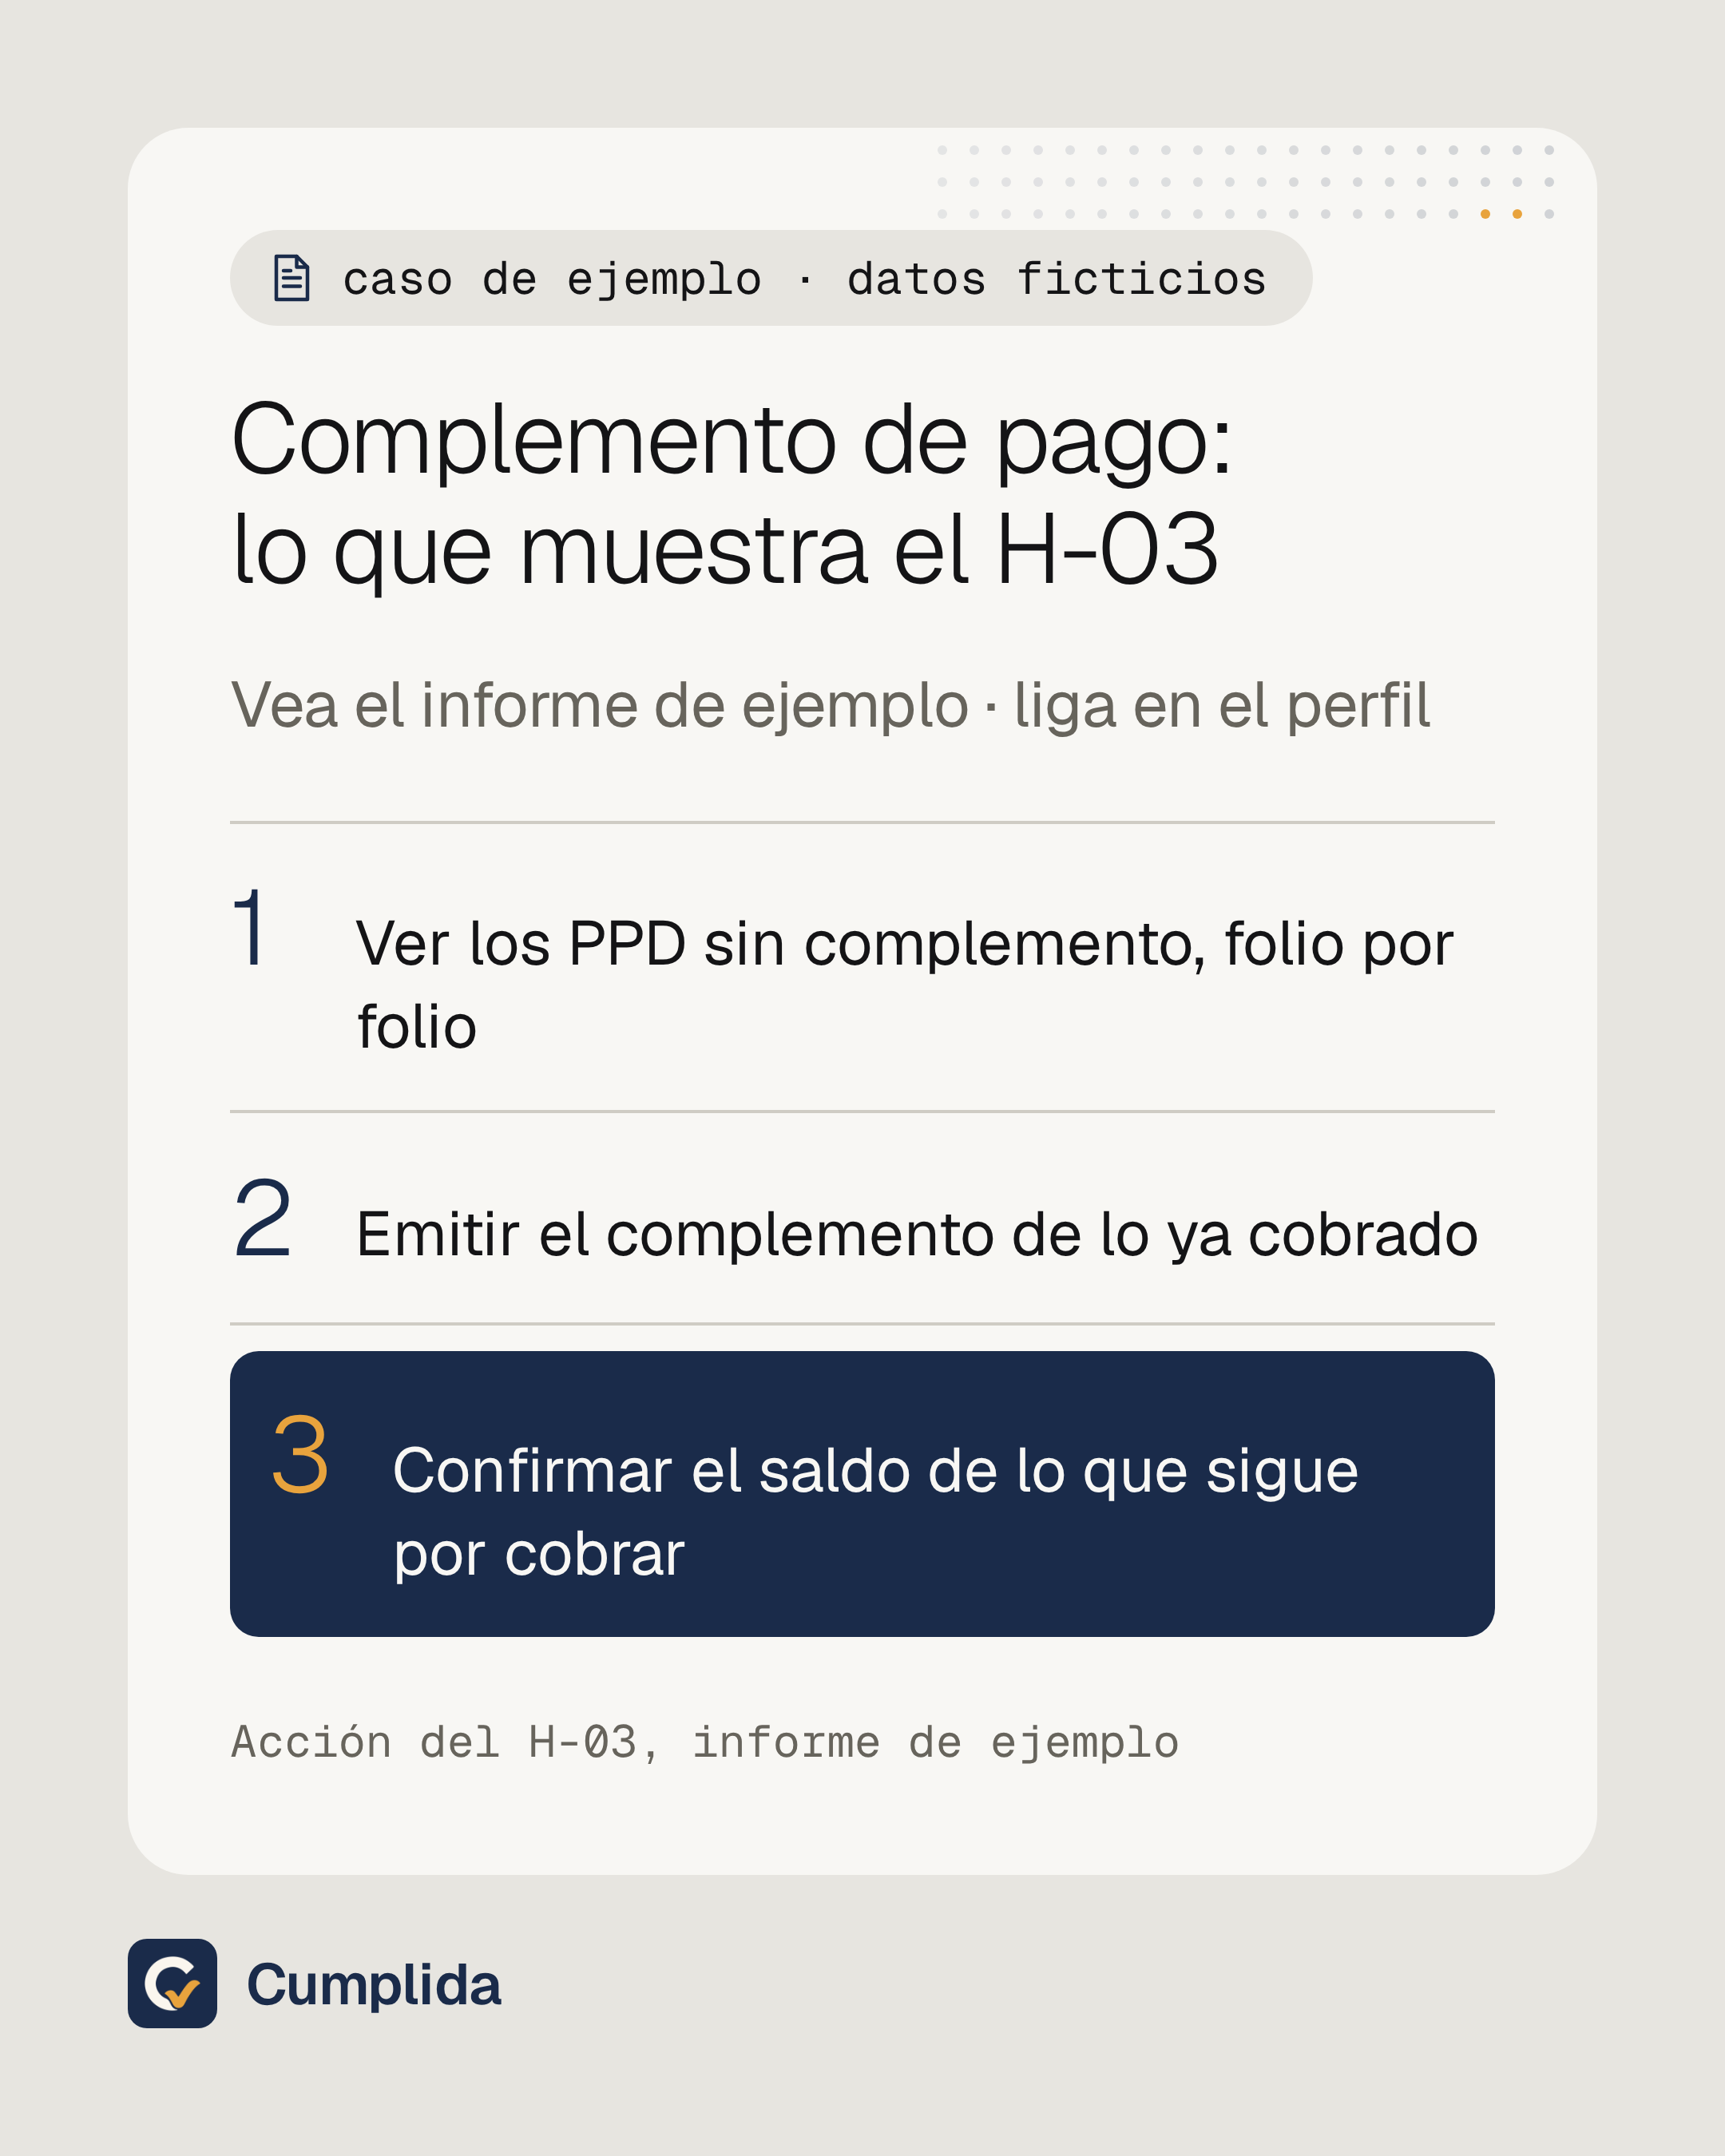 caso de ejemplo · datos ficticios
Complemento de pago:
lo que muestra el H-03
Vea el informe de ejemplo · liga en el perfil
1 Ver los PPD sin complemento, folio por
folio
2 Emitir el complemento de lo ya cobrado
3 Confirmar el saldo de lo que sigue
por cobrar
Acción del H-03, informe de ejemplo
Cumplida